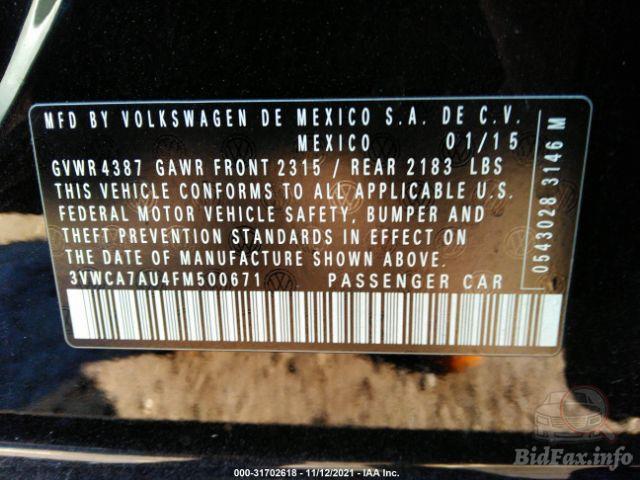 MFD BY VOLKSWAGEN DE MEXICO S.A. DE C.V.
MEXICO 01/15
GVWR 4387 GAWR FRONT 2315 / REAR 2183 LBS
THIS VEHICLE CONFORMS TO ALL APPLICABLE U.S.
FEDERAL MOTOR VEHICLE SAFETY, BUMPER AND
THEFT PREVENTION STANDARDS IN EFFECT ON
THE DATE OF MANUFACTURE SHOWN ABOVE.
3VWCA7AU4FM500671 PASSENGER CAR
0543028 3146 M
BidFax.info
000-31702618 - 11/12/2021 - IAA Inc.